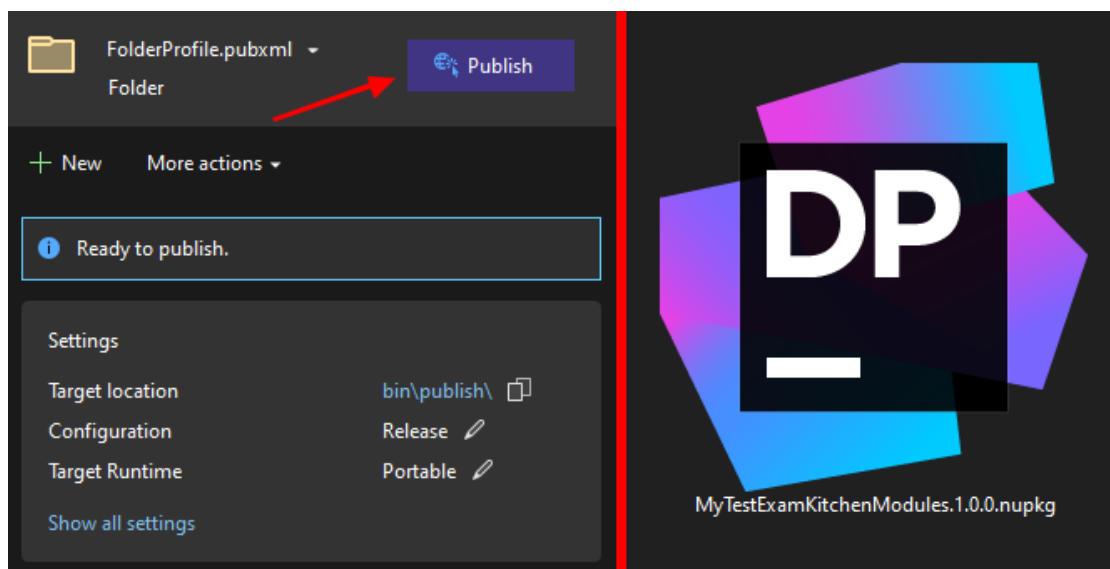 FolderProfile.pubxml
Folder
Publish
New
More actions
Ready to publish.
Settings
Target location bin\publish\
Configuration Release
Target Runtime Portable
Show all settings
DP
MyTestExamKitchenModules.1.0.0.nupkg